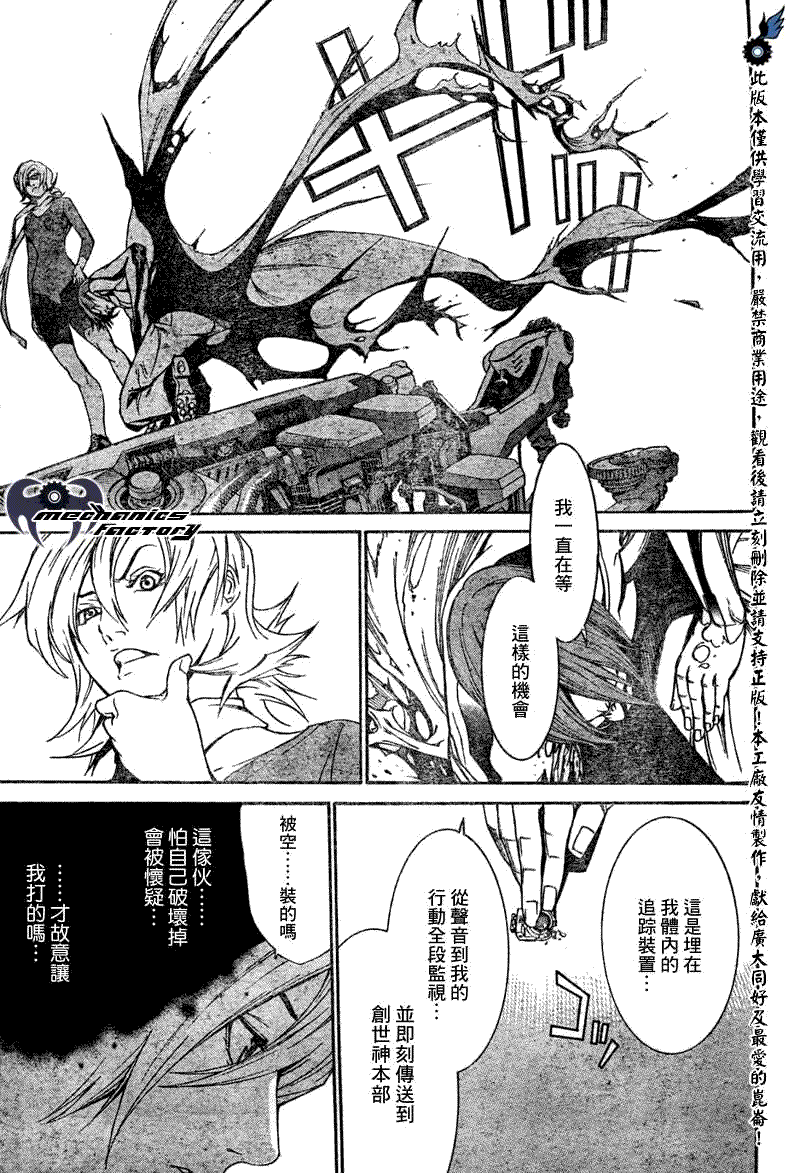 此版本僅供學習交流用，嚴禁商業用途，觀看後請立刻刪除並請支持正版！本工廠友情製作，獻給廣大同好及最愛的崑崙！
mechanics
factory
我一直在等
這樣的機會
這是埋在
我體內的
追踪裝置…
從聲音到我的
行動全段監視…
並即刻傳送到
創世神本部
被空……裝的嗎
這傢伙……
怕自己破壞掉
會被懷疑…
……才故意讓
我打的嗎…